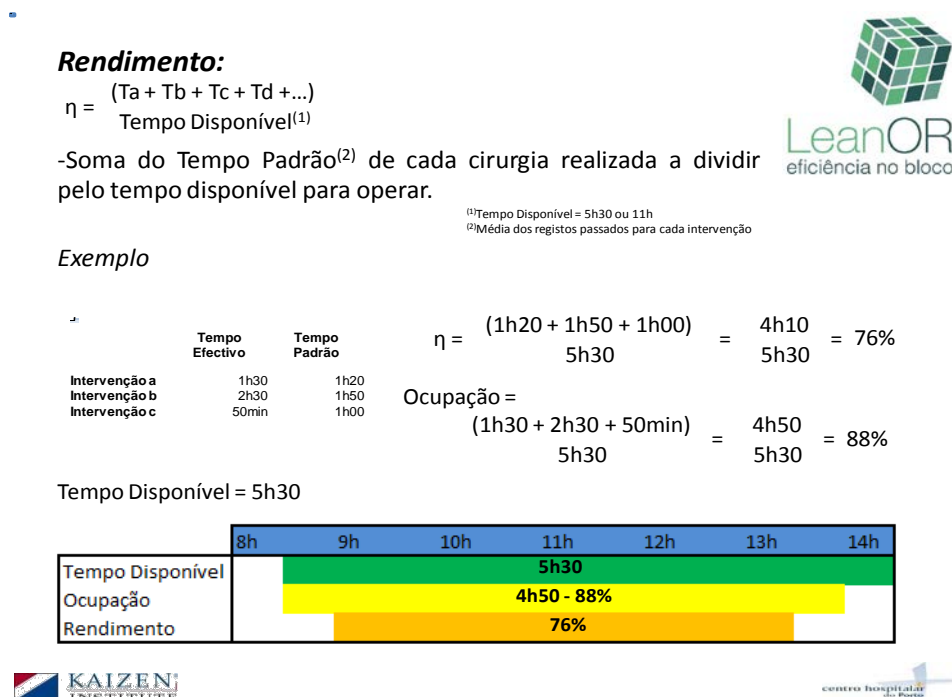 Rendimento:
η = (Ta + Tb + Tc + Td +...)
Tempo Disponível(1)
LeanOR
eficiência no bloco
-Soma do Tempo Padrão(2) de cada cirurgia realizada a dividir
pelo tempo disponível para operar.
(1)Tempo Disponível = 5h30 ou 11h
(2)Média dos registos passados para cada intervenção
Exemplo
Tempo Efectivo Tempo Padrão
Intervenção a 1h30 1h20
Intervenção b 2h30 1h50
Intervenção c 50min 1h00
η = (1h20 + 1h50 + 1h00) = 4h10 = 76%
5h30 5h30
Ocupação =
(1h30 + 2h30 + 50min) = 4h50 = 88%
5h30 5h30
Tempo Disponível = 5h30
8h 9h 10h 11h 12h 13h 14h
Tempo Disponível 5h30
Ocupação 4h50 - 88%
Rendimento 76%
KAIZEN
INSTITUTE
centro hospitalar
do Porto